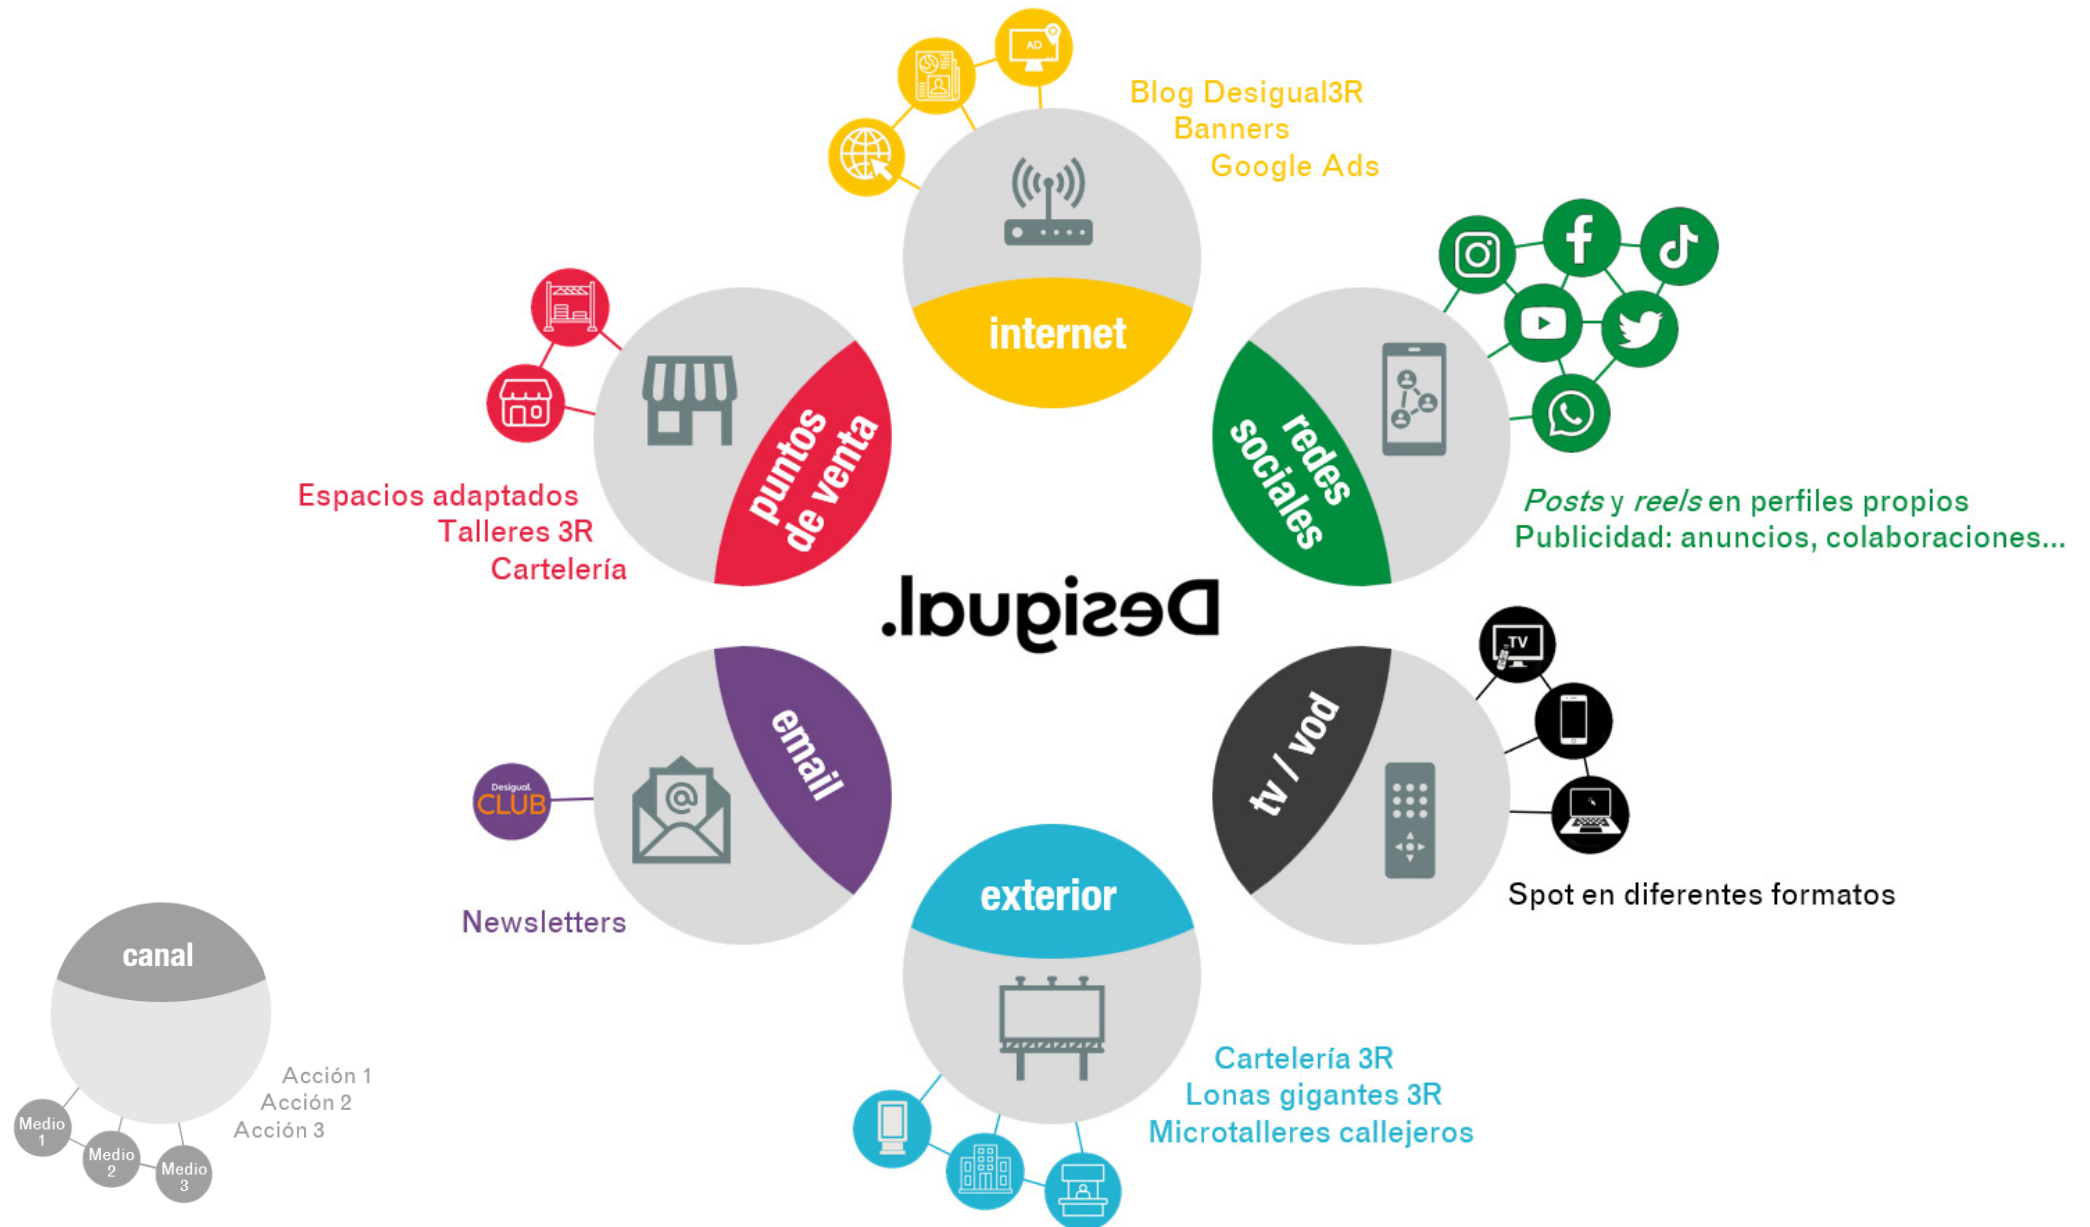 AD
Blog Desigual3R
Banners
Google Ads
internet
redes
sociales
Posts y reels en perfiles propios
Publicidad: anuncios, colaboraciones...
puntos
de venta
Espacios adaptados
Talleres 3R
Cartelería
Desigual.
TV
tv / vod
Spot en diferentes formatos
email
@
Desigual.
CLUB
Newsletters
exterior
Cartelería 3R
Lonas gigantes 3R
Microtalleres callejeros
canal
Acción 1
Acción 2
Acción 3
Medio
1
Medio
2
Medio
3